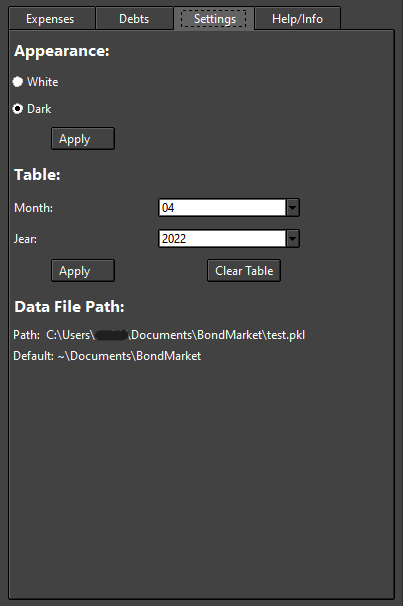 Expenses Debts Settings Help/Info
Appearance:
White
Dark
Apply
Table:
Month: 04
Jear: 2022
Apply Clear Table
Data File Path:
Path: C:\Users\ \Documents\BondMarket\test.pkl
Default: ~\Documents\BondMarket